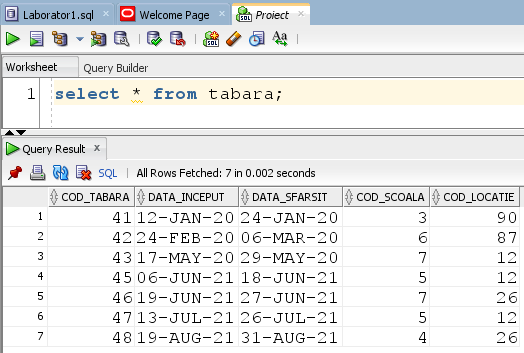 Laborator1.sql Welcome Page Proiect
Worksheet Query Builder
1 select * from tabara;
Query Result x
SQL | All Rows Fetched: 7 in 0.002 seconds
COD_TABARA DATA_INCEPUT DATA_SFARSIT COD_SCOALA COD_LOCATIE
1 41 12-JAN-20 24-JAN-20 3 90
2 42 24-FEB-20 06-MAR-20 6 87
3 43 17-MAY-20 29-MAY-20 7 12
4 45 06-JUN-21 18-JUN-21 5 12
5 46 19-JUN-21 27-JUN-21 7 26
6 47 13-JUL-21 26-JUL-21 5 12
7 48 19-AUG-21 31-AUG-21 4 26